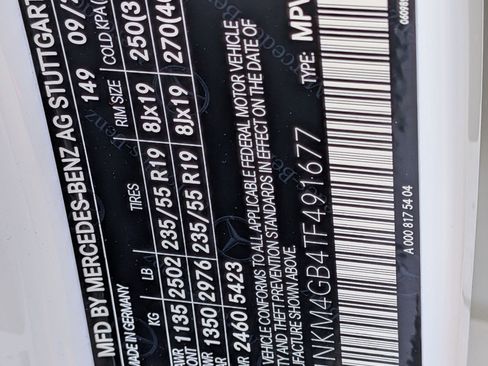 MFD BY MERCEDES-BENZ AG STUTTGART
MADE IN GERMANY 149 09/
KG LB TIRES RIM SIZE COLD KPA(
1135 2502 235/55 R19 8Jx19 250(3
1350 2976 235/55 R19 8Jx19 270(4
2460 5423
VEHICLE CONFORMS TO ALL APPLICABLE FEDERAL MOTOR VEHICLE
AND THEFT PREVENTION STANDARDS IN EFFECT ON THE DATE OF
SHOWN ABOVE.
NKM4GB4TF491677 TYPE: MPV
A 000 817 54 04